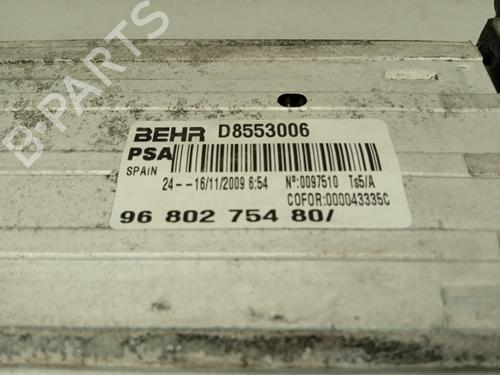 B-Parts
BEHR D8553006
PSA
SPAIN
24--16/11/2009 6:54 Nº:0097510 Ts5/A
COFOR:000043335C
96 802 754 80/